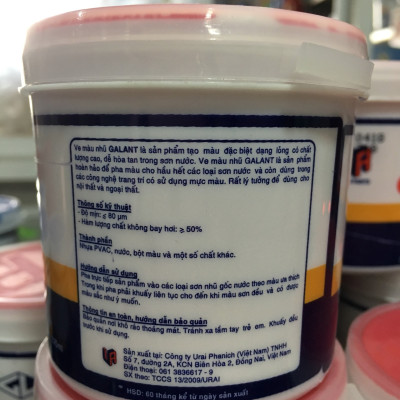 Ve màu nhũ GALANT là sản phẩm tạo màu đặc biệt dạng lỏng có chất
lượng cao, dễ hòa tan trong sơn nước. Ve màu nhũ GALANT là sản phẩm
hoàn hảo để pha màu cho hầu hết các loại sơn nước và còn dùng trong
các công nghệ trang trí có sử dụng mực màu. Rất lý tưởng để dùng cho
nội thất và ngoại thất.
Thông số kỹ thuật
- Độ mịn: ≤ 80 μm
- Hàm lượng chất không bay hơi: ≥ 50%
Thành phần
Nhựa PVAC, nước, bột màu và một số chất khác.
Hướng dẫn sử dụng
Pha trực tiếp sản phẩm vào các loại sơn nhũ gốc nước theo màu ưa thích
Trong khi pha phải khuấy liên tục cho đến khi màu sơn đều và có được
màu sắc như ý muốn.
Thông tin an toàn, hướng dẫn bảo quản
Bảo quản nơi khô ráo thoáng mát. Tránh xa tầm tay trẻ em. Khuấy đều
trước khi sử dụng.
Sản xuất tại: Công ty Urai Phanich (Việt Nam) TNHH
Số 7, đường 2A, KCN Biên Hòa 2, Đồng Nai, Việt Nam
Điện thoại: 061 3836617 - 9
GX theo: TCCS 13/2009/URAI
HSD: 60 tháng kể từ ngày sản xuất